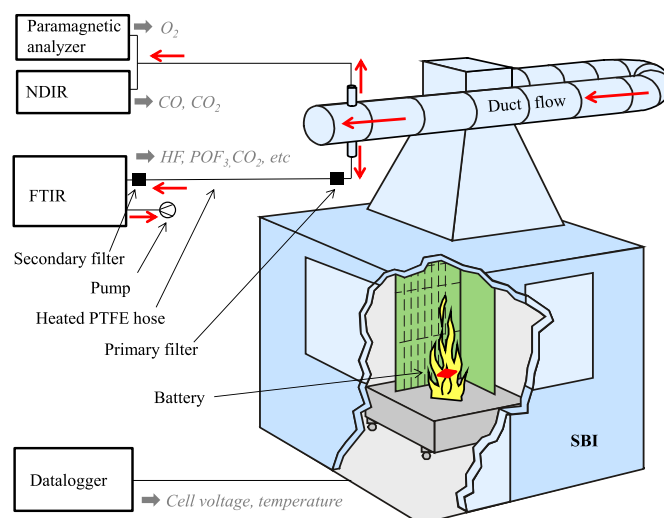 Paramagnetic
analyzer
O₂
NDIR
CO, CO₂
Duct flow
HF, POF₃,CO₂, etc
FTIR
Secondary filter
Pump
Heated PTFE hose
Primary filter
Battery
SBI
Datalogger
Cell voltage, temperature